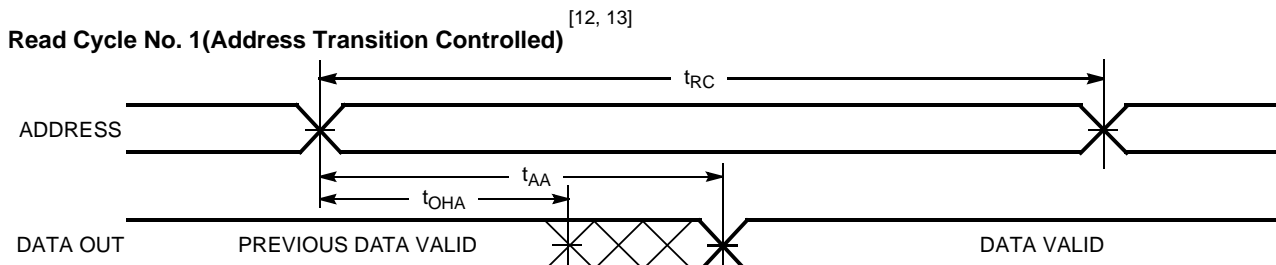 [12, 13]
Read Cycle No. 1(Address Transition Controlled)
tRC
ADDRESS
tAA
tOHA
DATA OUT
PREVIOUS DATA VALID
DATA VALID